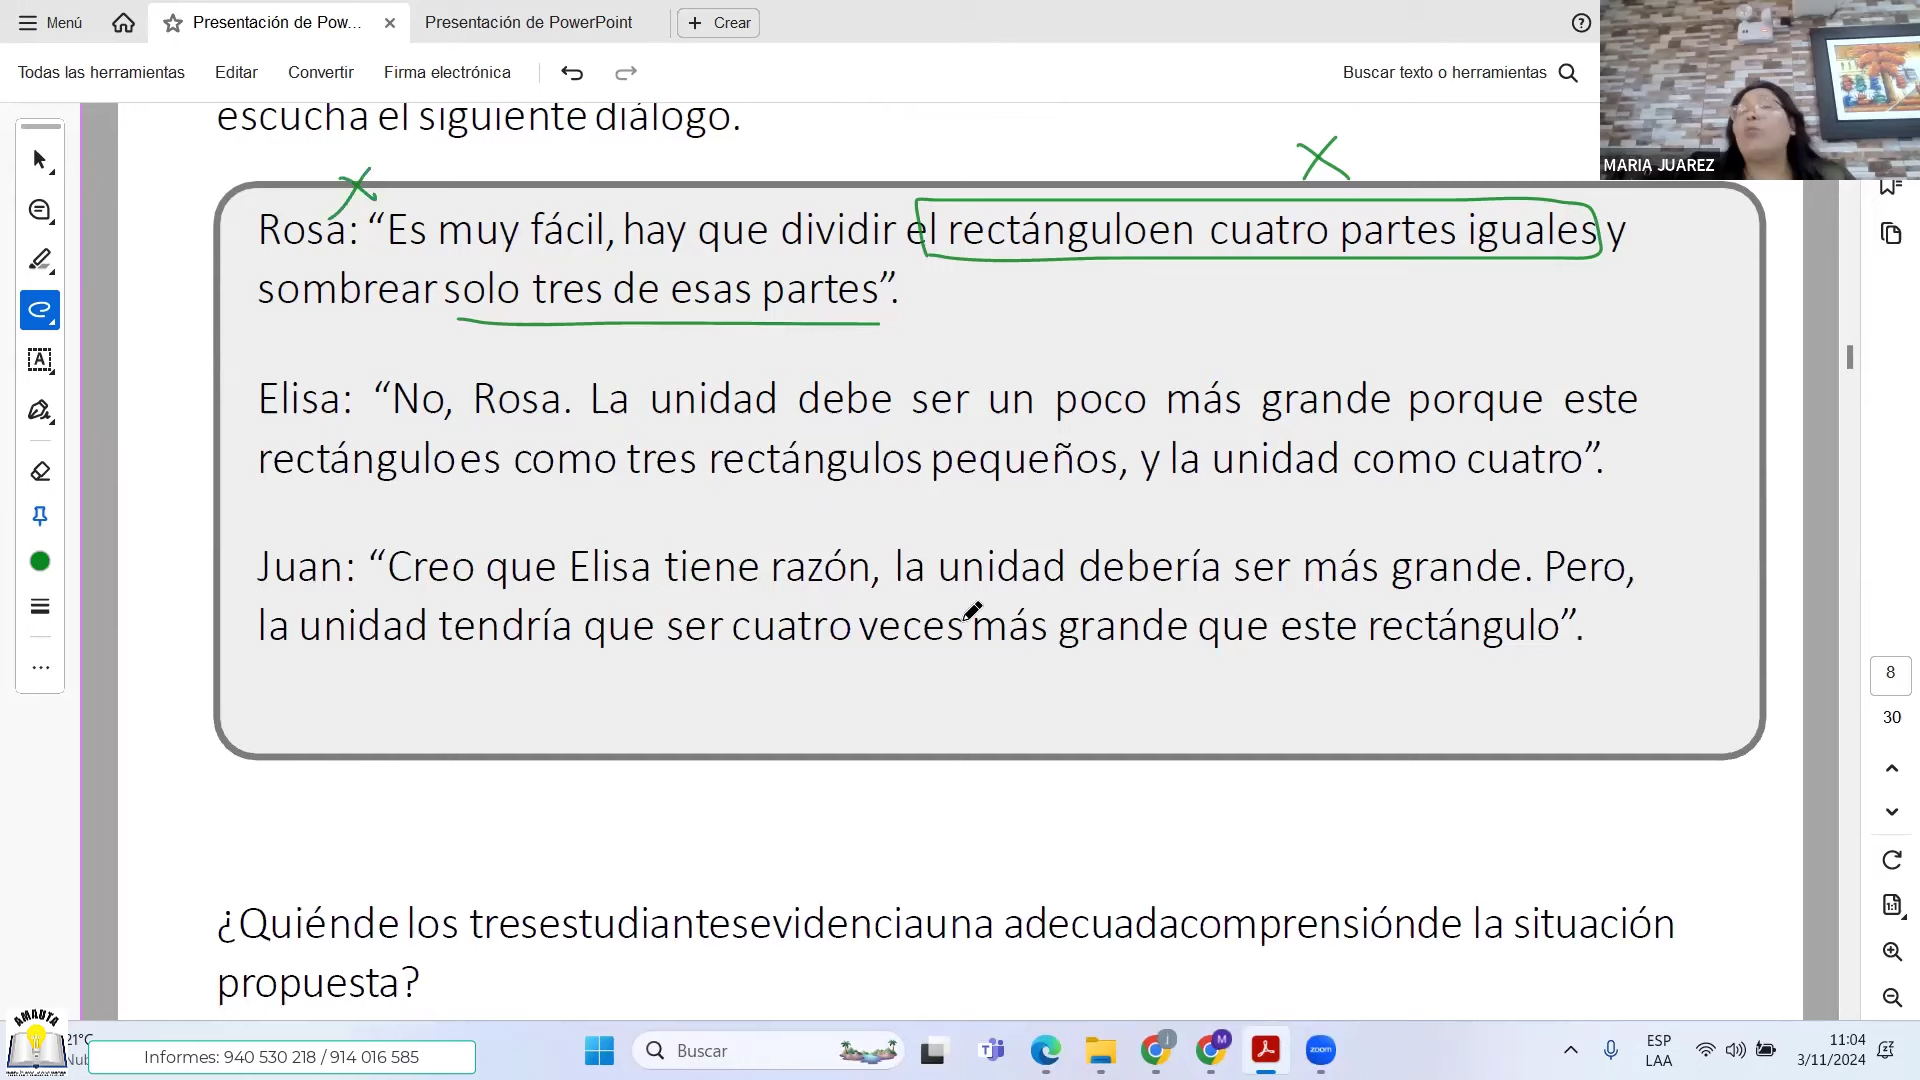 Menú
Presentación de Pow...
Presentación de PowerPoint
Crear
Todas las herramientas
Editar
Convertir
Firma electrónica
Buscar texto o herramientas
MARIA JUAREZ
escucha el siguiente diálogo.
Rosa: “Es muy fácil, hay que dividir el rectánguloen cuatro partes iguales y
sombrear solo tres de esas partes”.
Elisa: “No, Rosa. La unidad debe ser un poco más grande porque este
rectánguloes como tres rectángulos pequeños, y la unidad como cuatro”.
Juan: “Creo que Elisa tiene razón, la unidad debería ser más grande. Pero,
la unidad tendría que ser cuatro veces más grande que este rectángulo”.
¿Quiénde los tresestudiantesevidenciauna adecuadacomprensiónde la situación
propuesta?
8
30
AMAUTA
21°C
Nub
Informes: 940 530 218 / 914 016 585
Buscar
zoom
ESP
LAA
11:04
3/11/2024